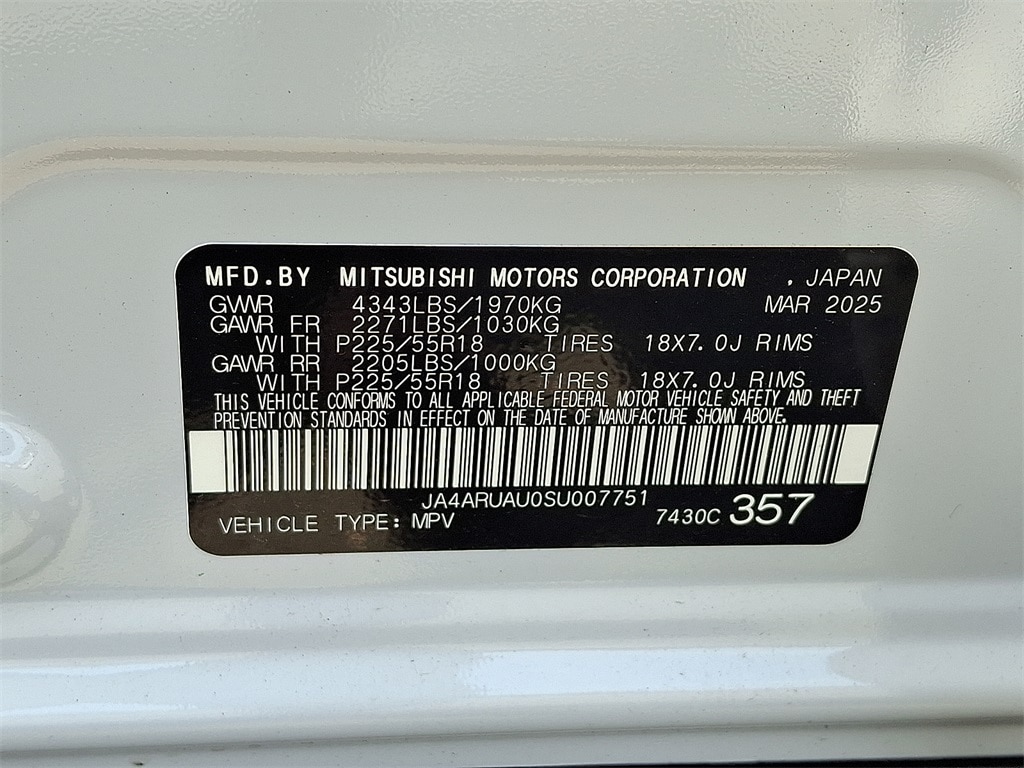 MFD.BY MITSUBISHI MOTORS CORPORATION . JAPAN
GVWR 4343LBS/1970KG MAR 2025
GAWR FR 2271LBS/1030KG
WITH P225/55R18 TIRES 18X7.0J RIMS
GAWR RR 2205LBS/1000KG
WITH P225/55R18 TIRES 18X7.0J RIMS
THIS VEHICLE CONFORMS TO ALL APPLICABLE FEDERAL MOTOR VEHICLE SAFETY AND THEFT
PREVENTION STANDARDS IN EFFECT ON THE DATE OF MANUFACTURE SHOWN ABOVE.
JA4ARUAU0SU007751
VEHICLE TYPE: MPV 7430C 357